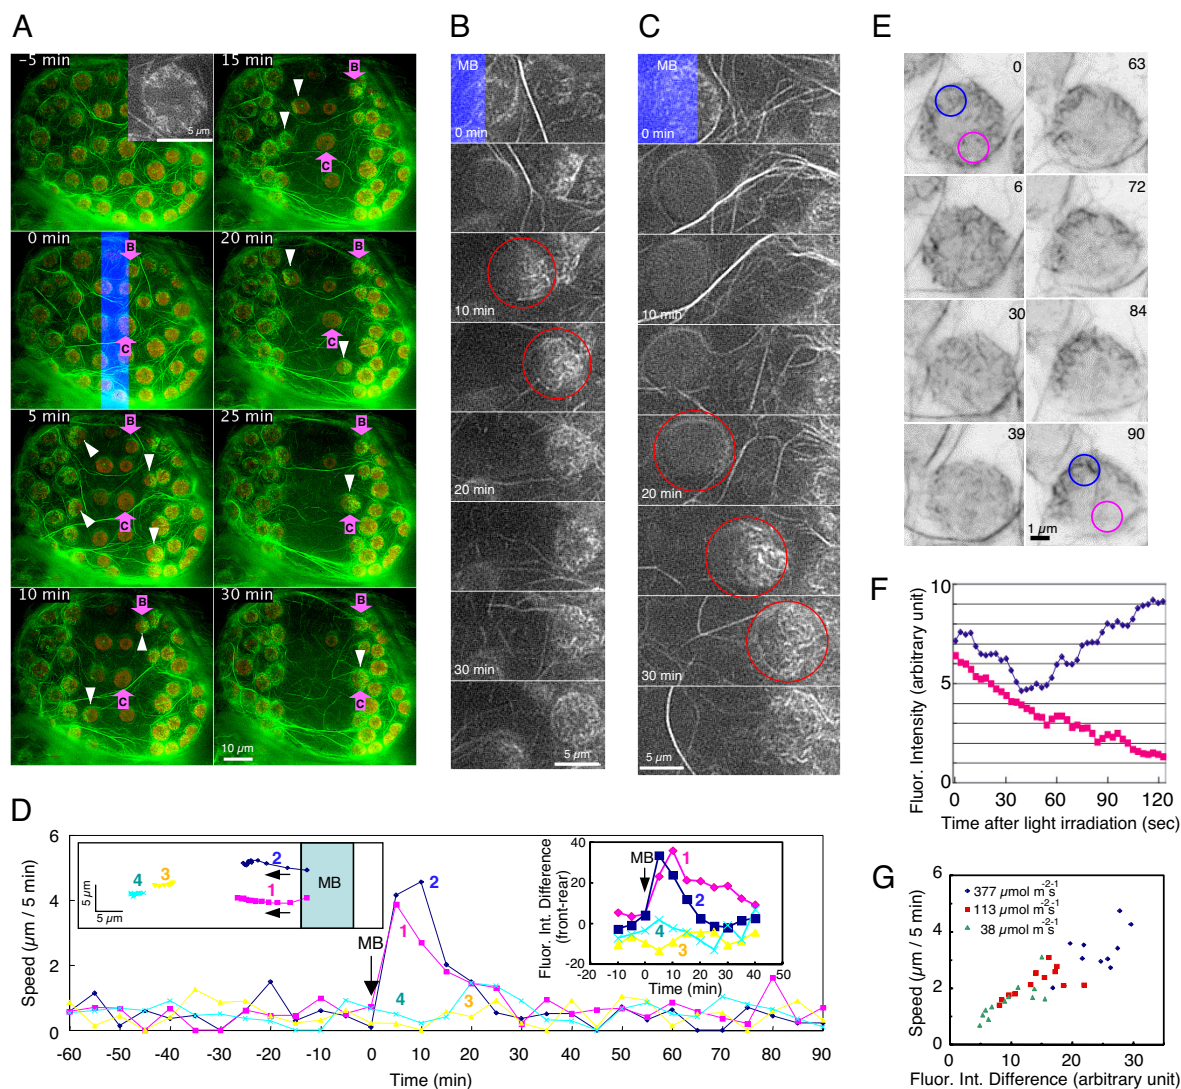 A
-5 min
5 µm
15 min
B
C
0 min
B
C
20 min
B
C
5 min
B
C
25 min
B
C
10 min
B
C
30 min
B
C
10 µm
B
MB
0 min
10 min
20 min
30 min
5 µm
C
MB
0 min
10 min
20 min
30 min
5 µm
E
0
63
6
72
30
84
39
90
1 µm
D
Speed (µm / 5 min)
6
4
2
0
-60 -50 -40 -30 -20 -10 0 10 20 30 40 50 60 70 80 90
Time (min)
4
3
2
1
MB
5 µm
5 µm
MB
2
1
4
3
Fluor. Int. Difference
(front-rear)
40
20
0
-20
-20 -10 0 10 20 30 40 50
Time (min)
MB
1
2
4
3
F
Fluor. Intensity (arbitrary unit)
10
5
0
0 30 60 90 120
Time after light irradiation (sec)
G
Speed (µm / 5 min)
6
4
2
0
377 µmol m⁻²s⁻¹
113 µmol m⁻²s⁻¹
38 µmol m⁻²s⁻¹
0 10 20 30 40
Fluor. Int. Difference (arbitrary unit)